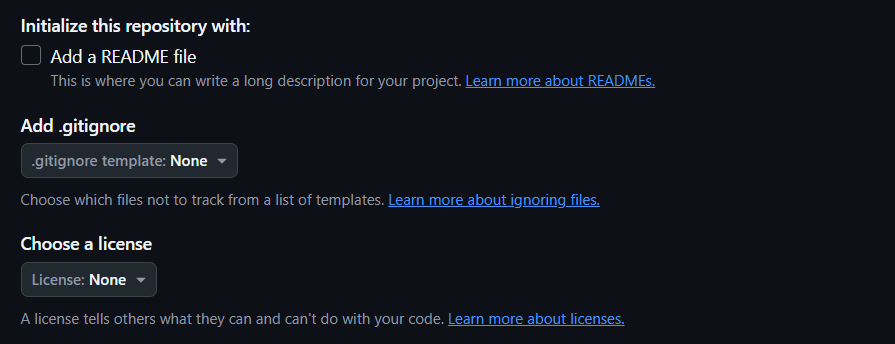 Initialize this repository with:
Add a README file
This is where you can write a long description for your project. Learn more about READMEs.
Add .gitignore
.gitignore template: None
Choose which files not to track from a list of templates. Learn more about ignoring files.
Choose a license
License: None
A license tells others what they can and can't do with your code. Learn more about licenses.